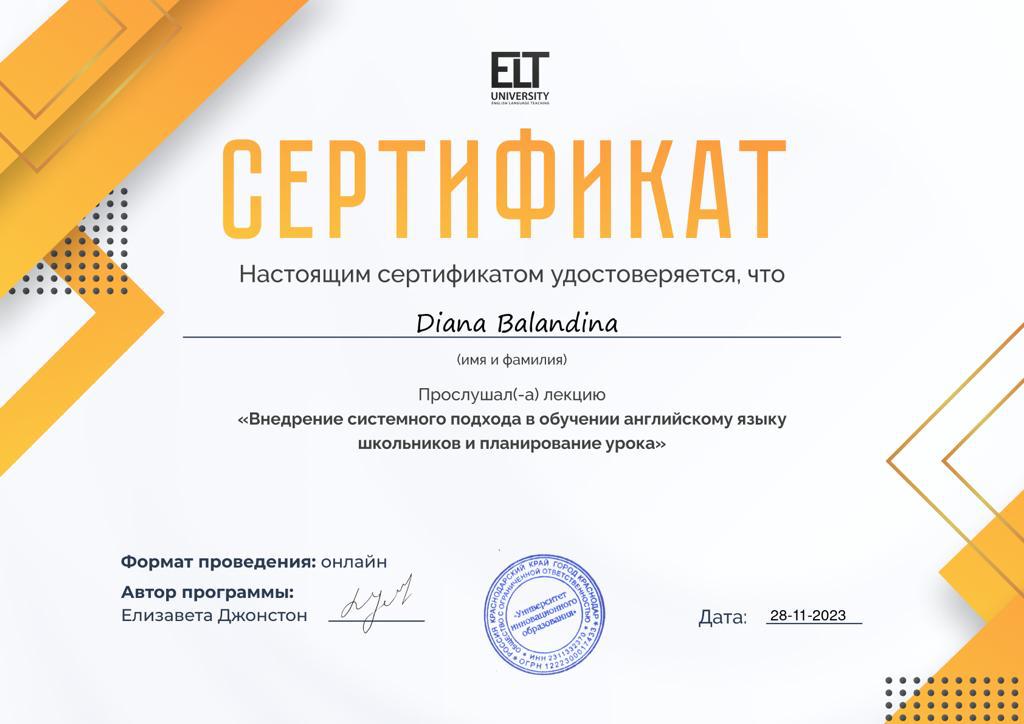 ELT
UNIVERSITY
ENGLISH LANGUAGE TEACHING
СЕРТИФИКАТ
Настоящим сертификатом удостоверяется, что
Diana Balandina
(имя и фамилия)
Прослушал(-а) лекцию
«Внедрение системного подхода в обучении английскому языку
школьников и планирование урока»
Формат проведения: онлайн
Автор программы:
Елизавета Джонстон
РОССИЯ КРАСНОДАРСКИЙ КРАЙ ГОРОД КРАСНОДАР
ОБЩЕСТВО С ОГРАНИЧЕННОЙ ОТВЕТСТВЕННОСТЬЮ
«Университет
инновационного
образования»
ИНН 2311332370
ОГРН 1222300017433
Дата: 28-11-2023